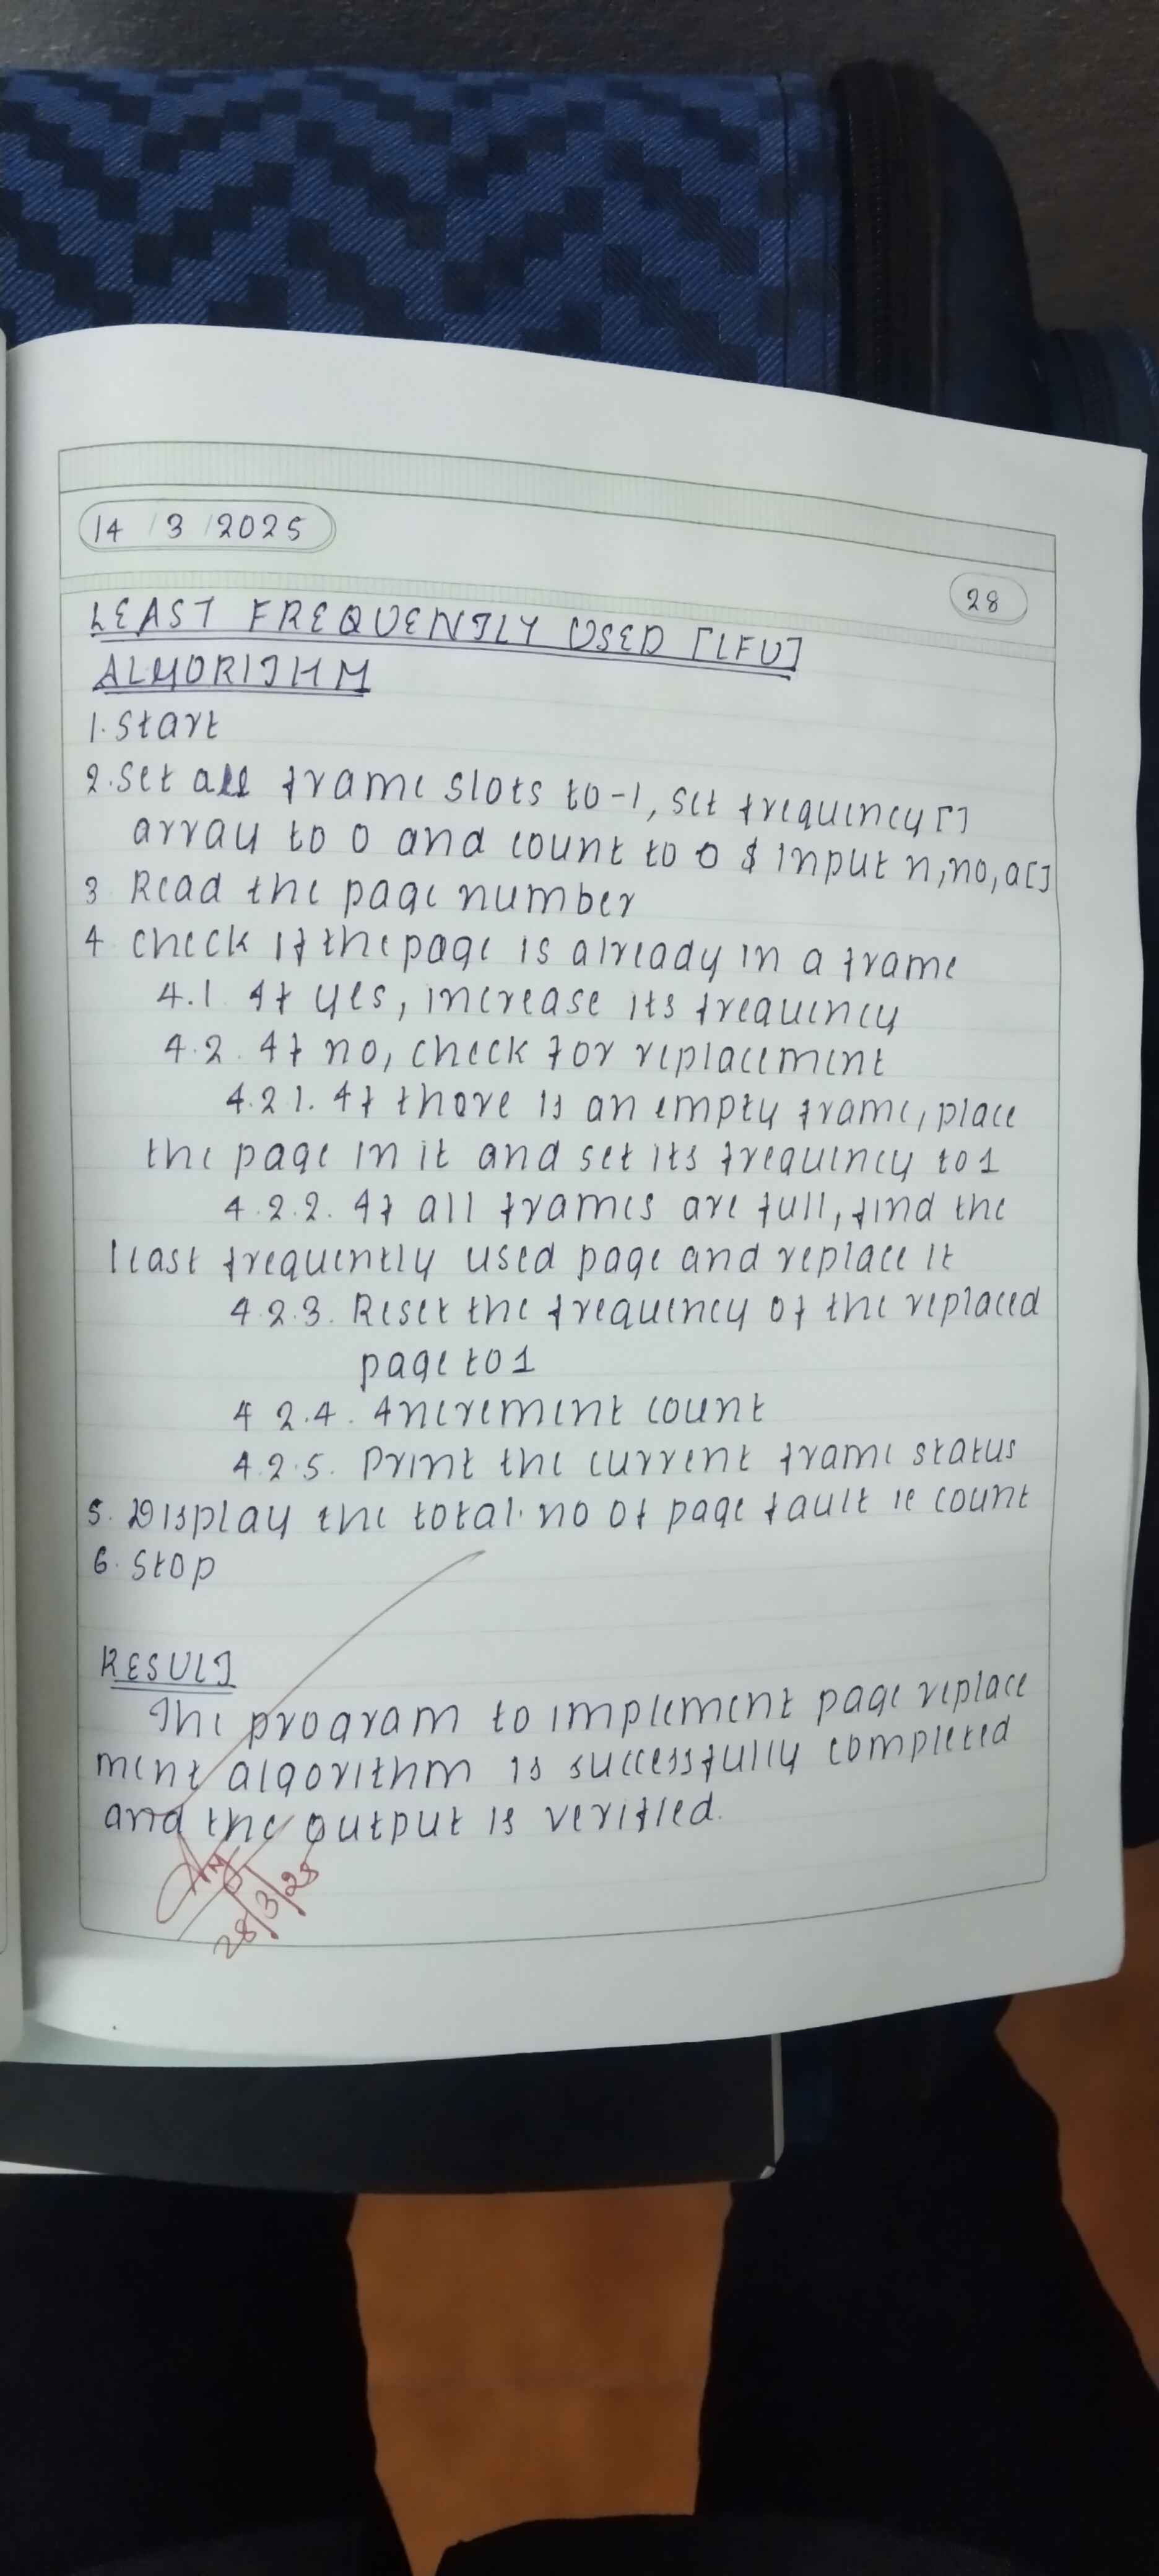 14/3/2025
28
LEAST FREQUENTLY USED [LFU]
ALGORITHM
1. Start
2. Set all frame slots to -1, set frequency[]
array to 0 and count to 0 & input n, no, a[]
3 Read the page number
4 check if the page is already in a frame
4.1 If yes, increase its frequency
4.2. If no, check for replacement
4.2 1. If there is an empty frame, place
the page in it and set its frequency to 1
4.2.2. If all frames are full, find the
least frequently used page and replace it
4.2.3. Reset the frequency of the replaced
page to 1
4 2.4. Increment count
4.2.5. Print the current frame status
5. Display the total no of page fault ie count
6. Stop
RESULT
The program to implement page replace
ment algorithm is successfully completed
and the output is verified.
28/3/25